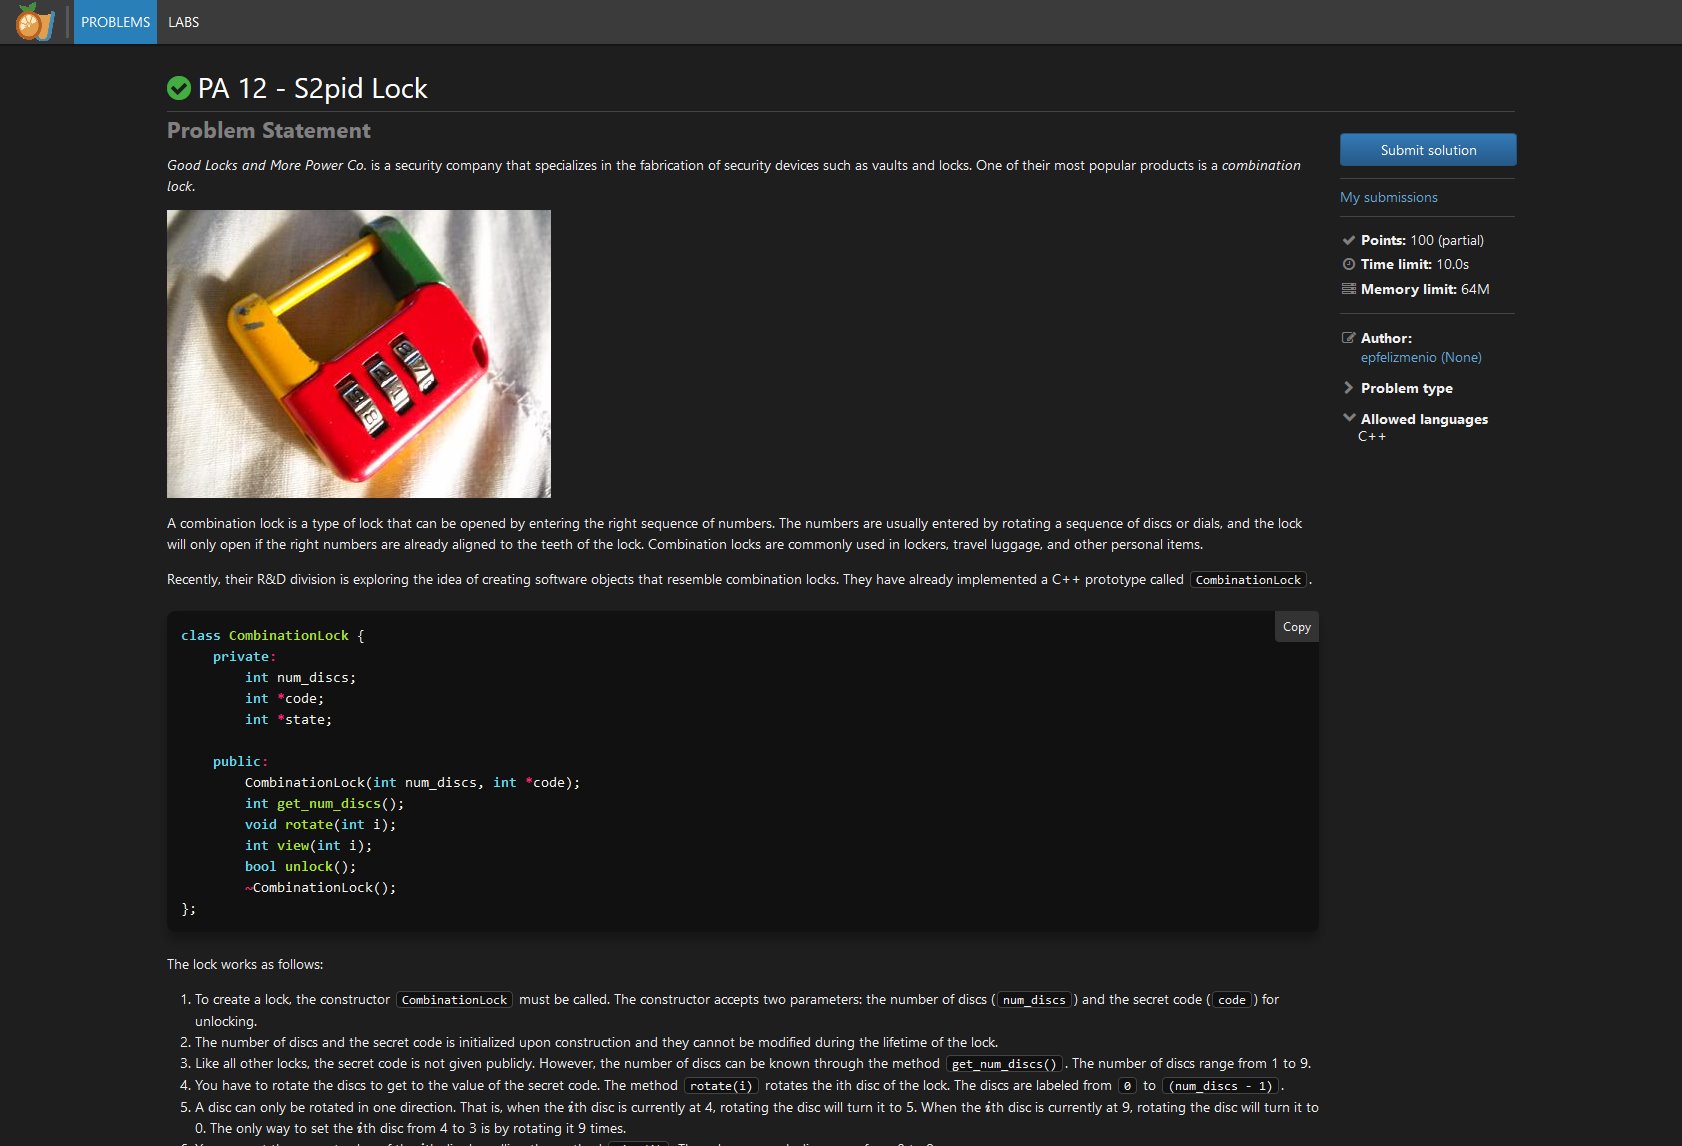 PROBLEMS LABS
PA 12 - S2pid Lock
Problem Statement
Good Locks and More Power Co. is a security company that specializes in the fabrication of security devices such as vaults and locks. One of their most popular products is a combination
lock.
Submit solution
My submissions
Points: 100 (partial)
Time limit: 10.0s
Memory limit: 64M
Author:
epfelizmenio (None)
Problem type
Allowed languages
C++
A combination lock is a type of lock that can be opened by entering the right sequence of numbers. The numbers are usually entered by rotating a sequence of discs or dials, and the lock
will only open if the right numbers are already aligned to the teeth of the lock. Combination locks are commonly used in lockers, travel luggage, and other personal items.
Recently, their R&D division is exploring the idea of creating software objects that resemble combination locks. They have already implemented a C++ prototype called CombinationLock.
Copy
class CombinationLock {
    private:
        int num_discs;
        int *code;
        int *state;
    public:
        CombinationLock(int num_discs, int *code);
        int get_num_discs();
        void rotate(int i);
        int view(int i);
        bool unlock();
        ~CombinationLock();
};
The lock works as follows:
1. To create a lock, the constructor CombinationLock must be called. The constructor accepts two parameters: the number of discs (num_discs) and the secret code (code) for
unlocking.
2. The number of discs and the secret code is initialized upon construction and they cannot be modified during the lifetime of the lock.
3. Like all other locks, the secret code is not given publicly. However, the number of discs can be known through the method get_num_discs(). The number of discs range from 1 to 9.
4. You have to rotate the discs to get to the value of the secret code. The method rotate(i) rotates the ith disc of the lock. The discs are labeled from 0 to (num_discs - 1).
5. A disc can only be rotated in one direction. That is, when the ith disc is currently at 4, rotating the disc will turn it to 5. When the ith disc is currently at 9, rotating the disc will turn it to
0. The only way to set the ith disc from 4 to 3 is by rotating it 9 times.